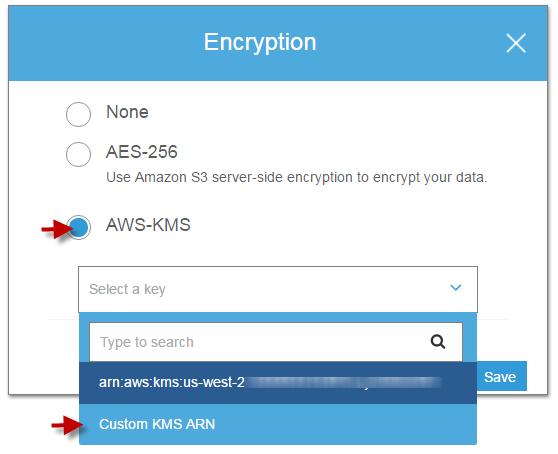 Encryption
None
AES-256
Use Amazon S3 server-side encryption to encrypt your data.
AWS-KMS
Select a key
Type to search
arn:aws:kms:us-west-2
Save
Custom KMS ARN